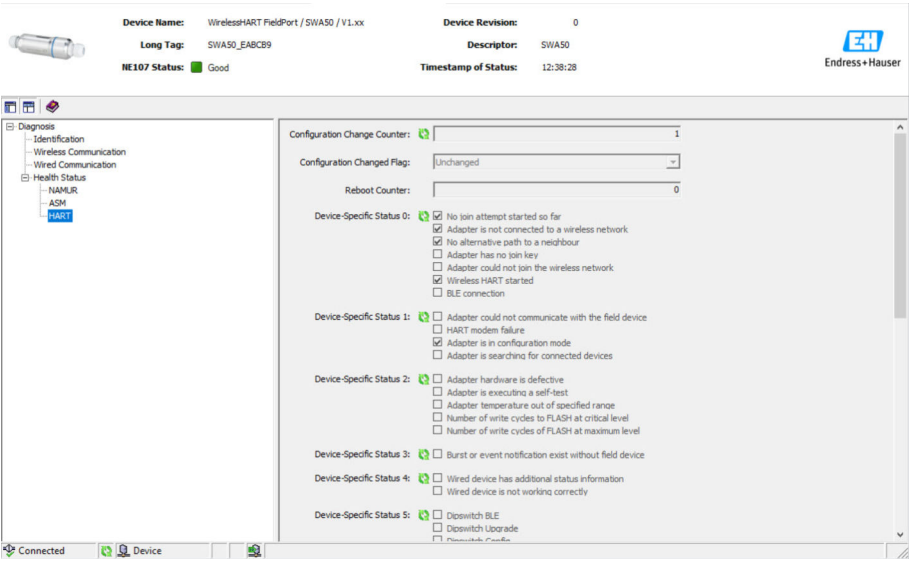 Device Name: WirelessHART FieldPort / SWA50 / V1.xx Device Revision: 0
Long Tag: SWA50_EABCB9 Descriptor: SWA50
NE107 Status: Good Timestamp of Status: 12:38:28
EH
Endress+Hauser
Diagnosis
Identification
Wireless Communication
Wired Communication
Health Status
NAMUR
ASM
HART
Configuration Change Counter: 1
Configuration Changed Flag: Unchanged
Reboot Counter: 0
Device-Specific Status 0: No join attempt started so far
Adapter is not connected to a wireless network
No alternative path to a neighbour
Adapter has no join key
Adapter could not join the wireless network
Wireless HART started
BLE connection
Device-Specific Status 1: Adapter could not communicate with the field device
HART modem failure
Adapter is in configuration mode
Adapter is searching for connected devices
Device-Specific Status 2: Adapter hardware is defective
Adapter is executing a self-test
Adapter temperature out of specified range
Number of write cycles to FLASH at critical level
Number of write cycles of FLASH at maximum level
Device-Specific Status 3: Burst or event notification exist without field device
Device-Specific Status 4: Wired device has additional status information
Wired device is not working correctly
Device-Specific Status 5: Dipswitch BLE
Dipswitch Upgrade
Dipswitch Config
Connected Device